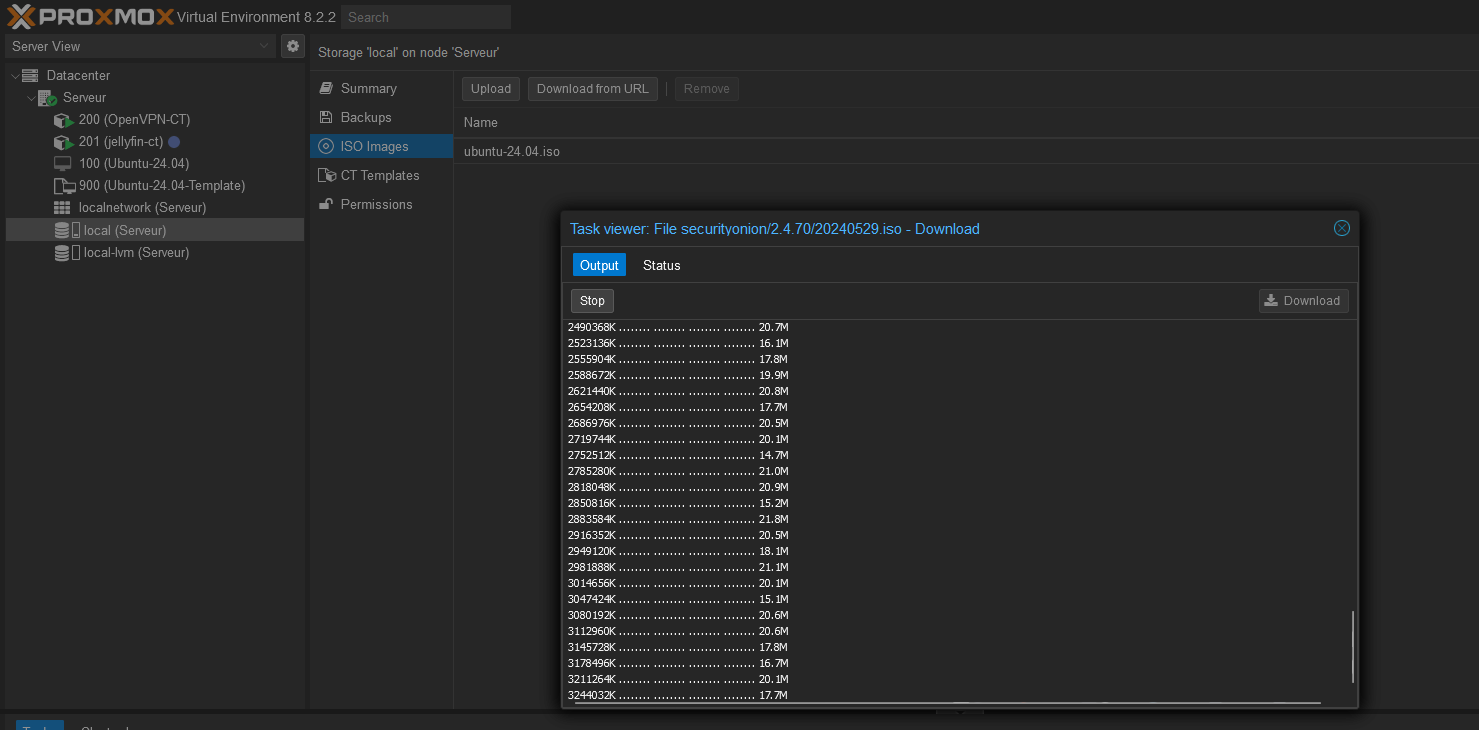 PROXMOX Virtual Environment 8.2.2 Search
Server View
Storage 'local' on node 'Serveur'
Datacenter
Serveur
200 (OpenVPN-CT)
201 (jellyfin-ct)
100 (Ubuntu-24.04)
900 (Ubuntu-24.04-Template)
localnetwork (Serveur)
local (Serveur)
local-lvm (Serveur)
Summary
Backups
ISO Images
CT Templates
Permissions
Upload Download from URL | Remove
Name
ubuntu-24.04.iso
Task viewer: File securityonion/2.4.70/20240529.iso - Download
Output Status
Stop Download
2490368K ........ ........ ........ ........ 20.7M
2523136K ........ ........ ........ ........ 16.1M
2555904K ........ ........ ........ ........ 17.8M
2588672K ........ ........ ........ ........ 19.9M
2621440K ........ ........ ........ ........ 20.8M
2654208K ........ ........ ........ ........ 17.7M
2686976K ........ ........ ........ ........ 20.5M
2719744K ........ ........ ........ ........ 20.1M
2752512K ........ ........ ........ ........ 14.7M
2785280K ........ ........ ........ ........ 21.0M
2818048K ........ ........ ........ ........ 20.9M
2850816K ........ ........ ........ ........ 15.2M
2883584K ........ ........ ........ ........ 21.8M
2916352K ........ ........ ........ ........ 20.5M
2949120K ........ ........ ........ ........ 18.1M
2981888K ........ ........ ........ ........ 21.1M
3014656K ........ ........ ........ ........ 20.1M
3047424K ........ ........ ........ ........ 15.1M
3080192K ........ ........ ........ ........ 20.6M
3112960K ........ ........ ........ ........ 20.6M
3145728K ........ ........ ........ ........ 17.8M
3178496K ........ ........ ........ ........ 16.7M
3211264K ........ ........ ........ ........ 20.1M
3244032K ........ ........ ........ ........ 17.7M